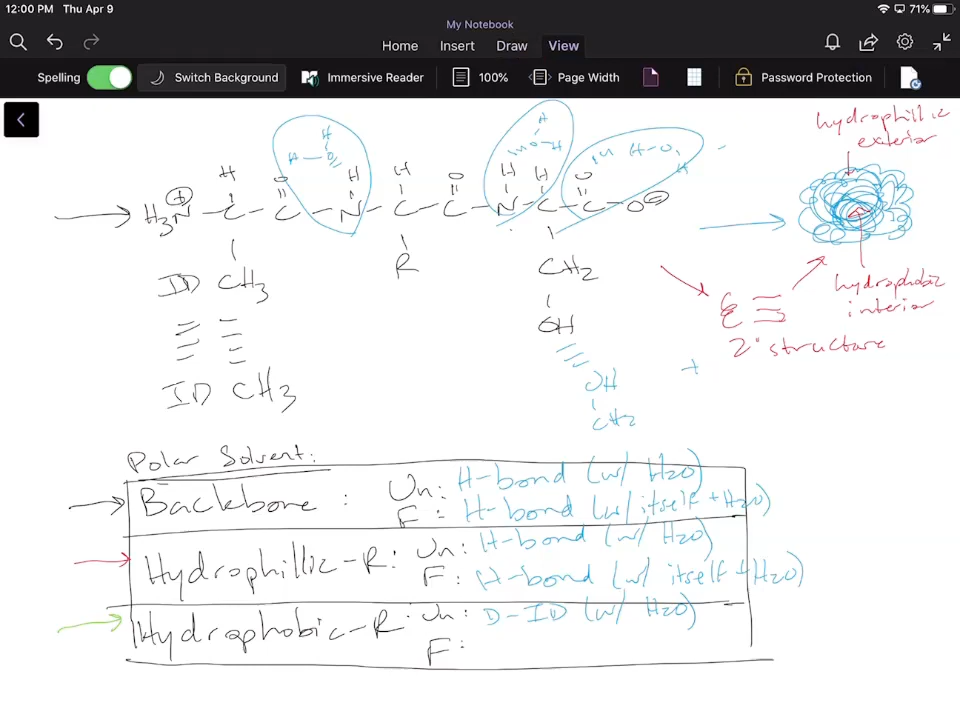 12:00 PM Thu Apr 9
71%
My Notebook
Home Insert Draw View
Spelling Switch Background Immersive Reader 100% Page Width Password Protection
hydrophillic
exterior
H
H—O
H
H—O
H—O
H
H O H H O H H O
H₃N⊕ — C — C — N — C — C — N — C — C — O⊖
ID CH3
R
CH2
OH
ID CH3
OH
CH2
hydrophobic
interior
2° structure
+
Polar Solvent:
Backbone : Un: H-bond (w/ H2O)
F: H-bond (w/ itself + H2O)
Hydrophillic-R: Un: H-bond (w/ H2O)
F: H-bond (w/ itself + H2O)
Hydrophobic-R: Un: D-ID (w/ H2O)
F: